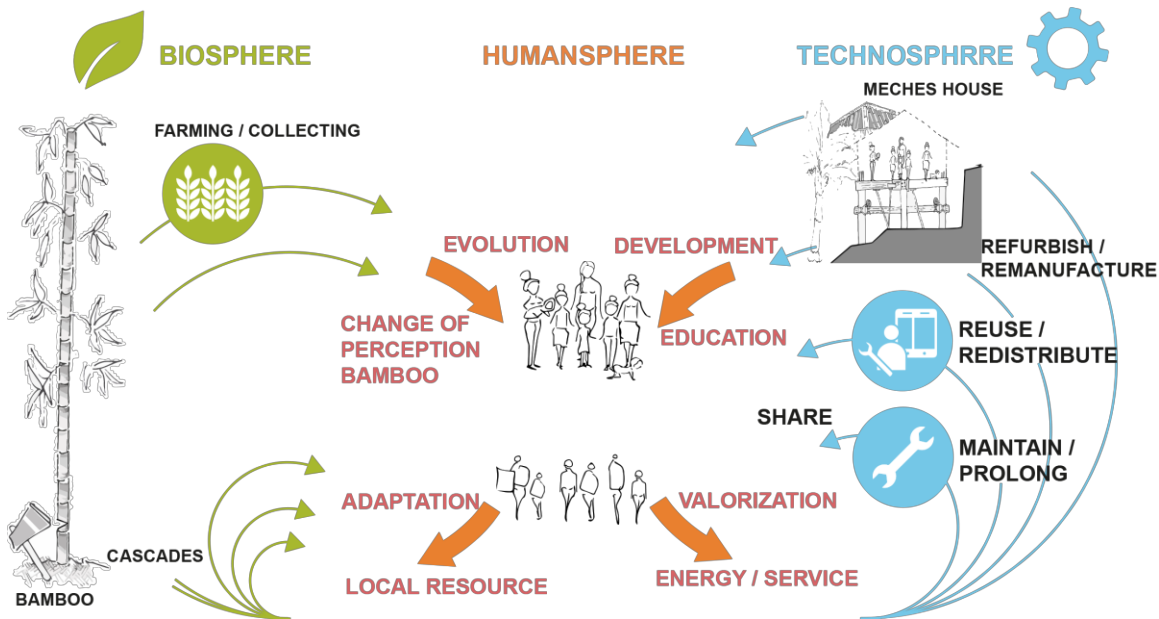 BIOSPHERE
HUMANSPHERE
TECHNOSPHRRE
MECHES HOUSE
FARMING / COLLECTING
EVOLUTION
DEVELOPMENT
REFURBISH /
REMANUFACTURE
CHANGE OF
PERCEPTION
BAMBOO
EDUCATION
REUSE /
REDISTRIBUTE
SHARE
MAINTAIN /
PROLONG
ADAPTATION
VALORIZATION
CASCADES
LOCAL RESOURCE
ENERGY / SERVICE
BAMBOO